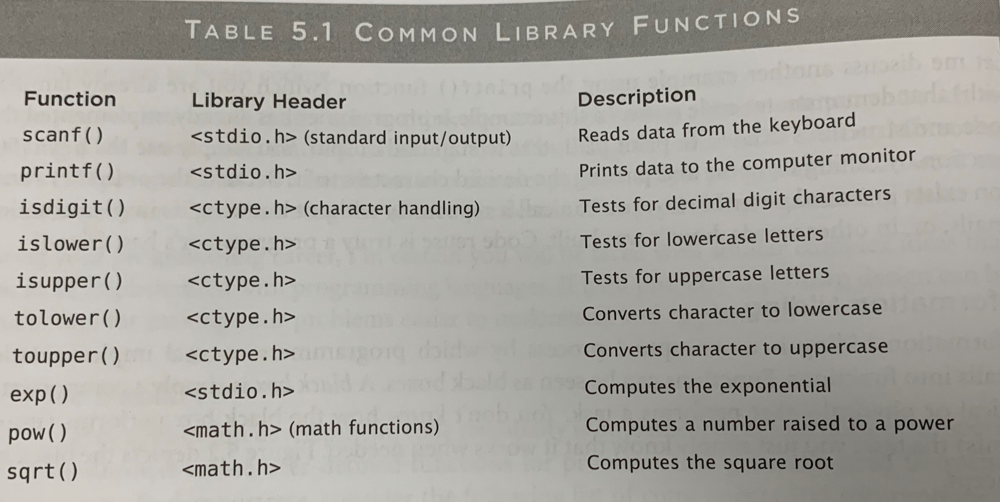 TABLE 5.1 COMMON LIBRARY FUNCTIONS
Function Library Header Description
scanf() <stdio.h> (standard input/output) Reads data from the keyboard
printf() <stdio.h> Prints data to the computer monitor
isdigit() <ctype.h> (character handling) Tests for decimal digit characters
islower() <ctype.h> Tests for lowercase letters
isupper() <ctype.h> Tests for uppercase letters
tolower() <ctype.h> Converts character to lowercase
toupper() <ctype.h> Converts character to uppercase
exp() <stdio.h> Computes the exponential
pow() <math.h> (math functions) Computes a number raised to a power
sqrt() <math.h> Computes the square root